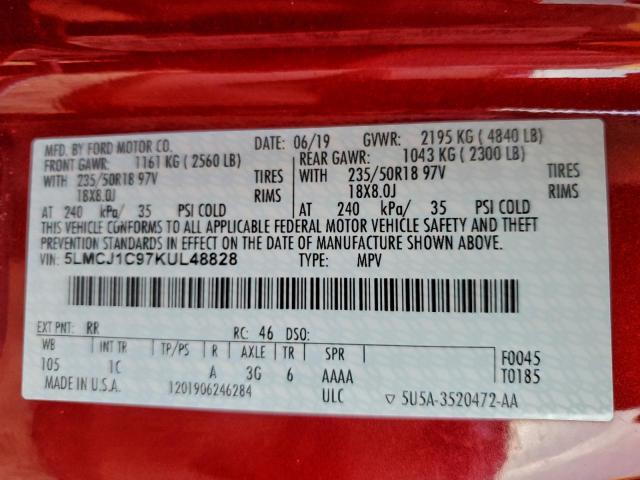 MFD. BY FORD MOTOR CO. DATE: 06/19 GVWR: 2195 KG ( 4840 LB)
FRONT GAWR: 1161 KG ( 2560 LB) REAR GAWR: 1043 KG ( 2300 LB)
WITH 235/50R18 97V TIRES WITH 235/50R18 97V TIRES
18X8.0J RIMS 18X8.0J RIMS
AT 240 kPa/ 35 PSI COLD AT 240 kPa/ 35 PSI COLD
THIS VEHICLE CONFORMS TO ALL APPLICABLE FEDERAL MOTOR VEHICLE SAFETY AND THEFT
PREVENTION STANDARDS IN EFFECT ON THE DATE OF MANUFACTURE SHOWN ABOVE.
VIN: 5LMCJ1C97KUL48828 TYPE: MPV
EXT PNT: RR RC: 46 DSO:
WB INT TR TP/PS R AXLE TR SPR F0045
105 1C A 3G 6 AAAA T0185
MADE IN U.S.A. 1201906246284 ULC ▽ 5U5A-3520472-AA